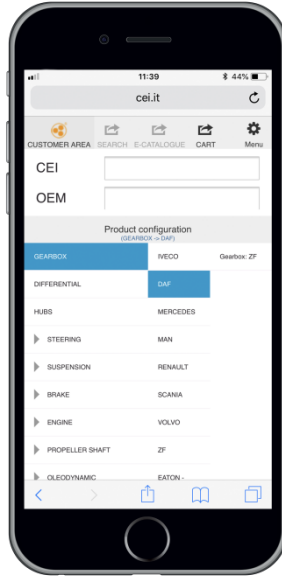 11:39
44%
cei.it
CUSTOMER AREA SEARCH E-CATALOGUE CART Menu
CEI
OEM
Product configuration
(GEARBOX => DAF)
GEARBOX IVECO Gearbox: ZF
DIFFERENTIAL DAF
HUBS MERCEDES
STEERING MAN
SUSPENSION RENAULT
BRAKE SCANIA
ENGINE VOLVO
PROPELLER SHAFT ZF
OLEODYNAMIC EATON -